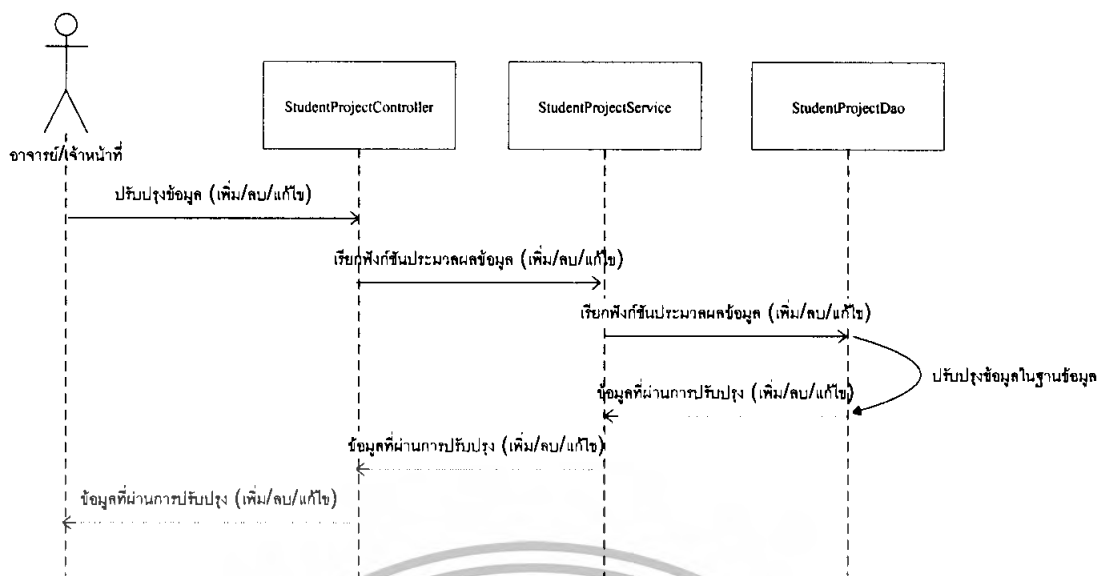 StudentProjectController
StudentProjectService
StudentProjectDao
อาจารย์/เจ้าหน้าที่
ปรับปรุงข้อมูล (เพิ่ม/ลบ/แก้ไข)
เรียกฟังก์ชันประมวลผลข้อมูล (เพิ่ม/ลบ/แก้ไข)
เรียกฟังก์ชันประมวลผลข้อมูล (เพิ่ม/ลบ/แก้ไข)
ปรับปรุงข้อมูลในฐานข้อมูล
ข้อมูลที่ผ่านการปรับปรุง (เพิ่ม/ลบ/แก้ไข)
ข้อมูลที่ผ่านการปรับปรุง (เพิ่ม/ลบ/แก้ไข)
ข้อมูลที่ผ่านการปรับปรุง (เพิ่ม/ลบ/แก้ไข)